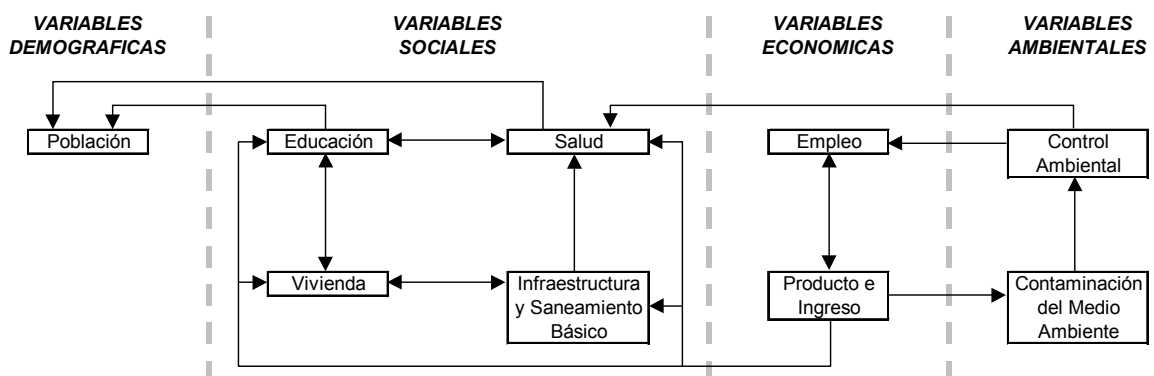 VARIABLES
DEMOGRAFICAS
VARIABLES
SOCIALES
VARIABLES
ECONOMICAS
VARIABLES
AMBIENTALES
Población
Educación
Salud
Empleo
Control
Ambiental
Vivienda
Infraestructura
y Saneamiento
Básico
Producto e
Ingreso
Contaminación
del Medio
Ambiente